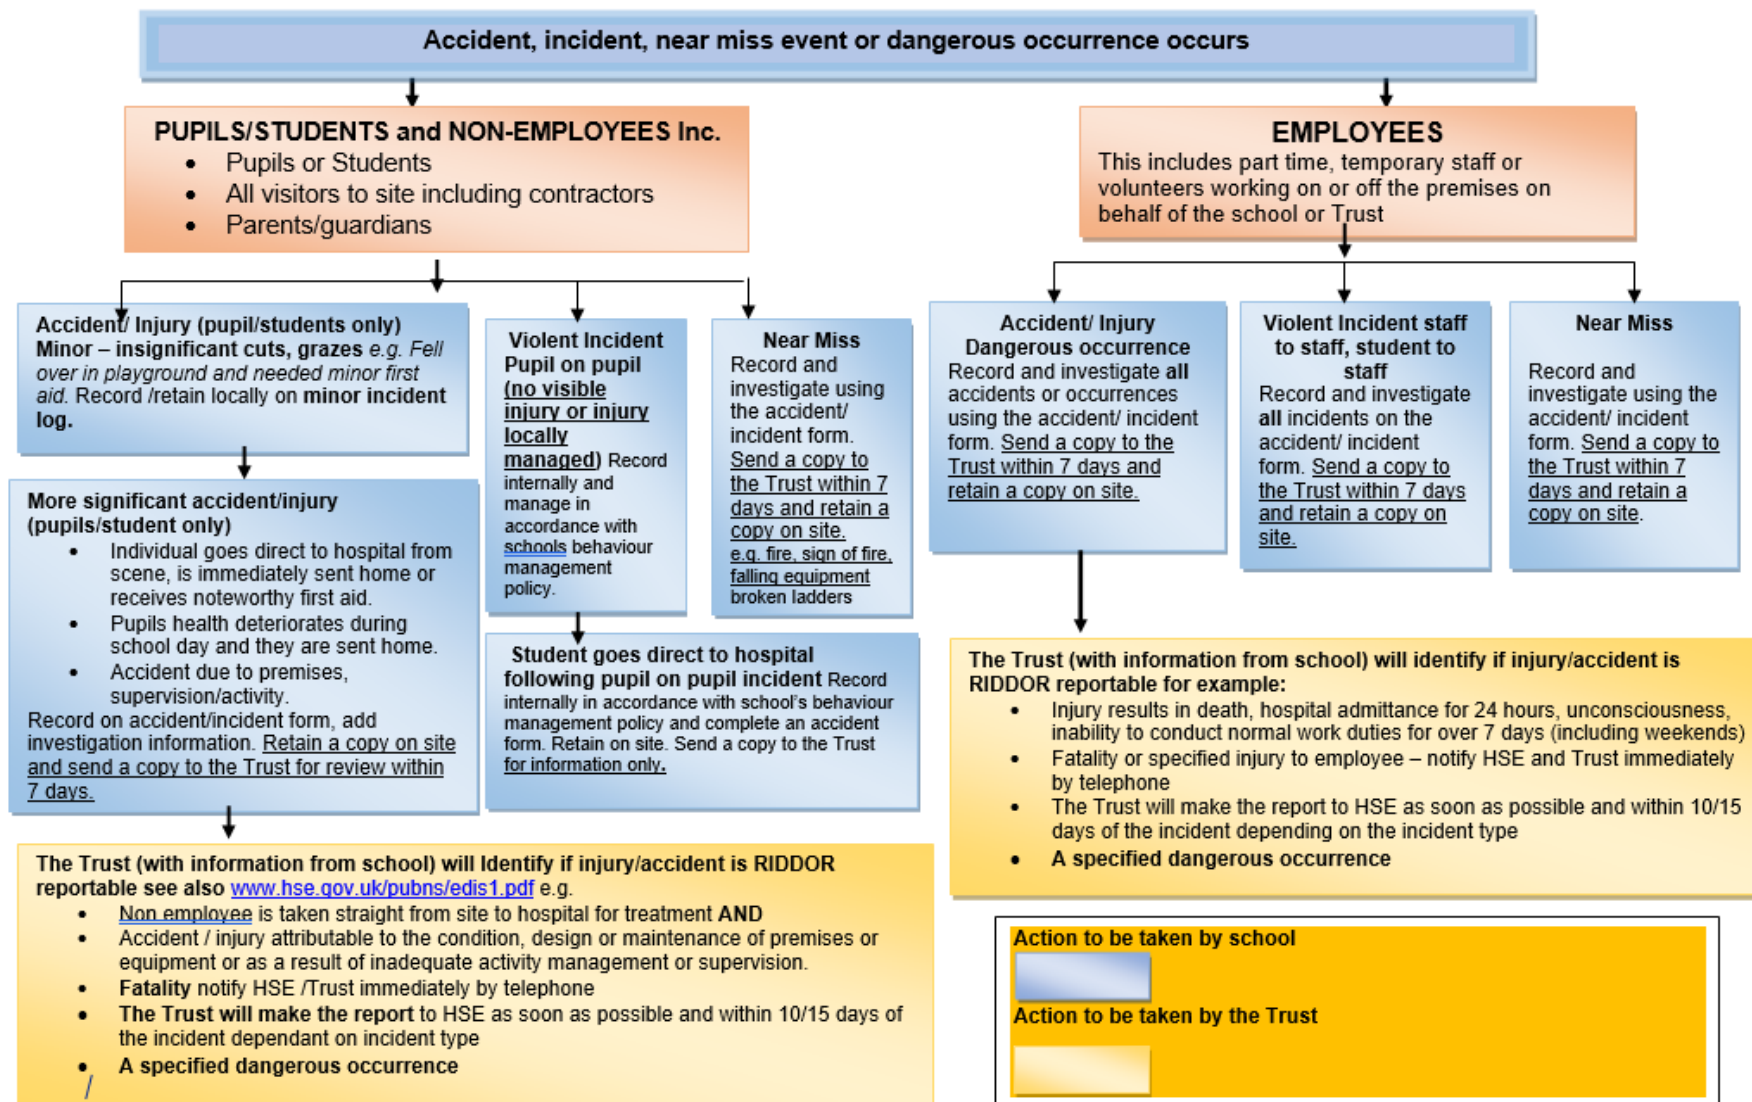 Accident, incident, near miss event or dangerous occurrence occurs
PUPILS/STUDENTS and NON-EMPLOYEES Inc.
• Pupils or Students
• All visitors to site including contractors
• Parents/guardians
EMPLOYEES
This includes part time, temporary staff or
volunteers working on or off the premises on
behalf of the school or Trust
Accident/ Injury (pupil/students only)
Minor – insignificant cuts, grazes e.g. Fell
over in playground and needed minor first
aid. Record /retain locally on minor incident
log.
More significant accident/injury
(pupils/student only)
• Individual goes direct to hospital from
scene, is immediately sent home or
receives noteworthy first aid.
• Pupils health deteriorates during
school day and they are sent home.
• Accident due to premises,
supervision/activity.
Record on accident/incident form, add
investigation information. Retain a copy on site
and send a copy to the Trust for review within
7 days.
Violent Incident
Pupil on pupil
(no visible
injury or injury
locally
managed) Record
internally and
manage in
accordance with
schools behaviour
management
policy.
Near Miss
Record and
investigate using
the accident/
incident form.
Send a copy to
the Trust within 7
days and retain a
copy on site.
e.g. fire, sign of fire,
falling equipment
broken ladders
Student goes direct to hospital
following pupil on pupil incident Record
internally in accordance with school’s behaviour
management policy and complete an accident
form. Retain on site. Send a copy to the Trust
for information only.
The Trust (with information from school) will Identify if injury/accident is RIDDOR
reportable see also www.hse.gov.uk/pubns/edis1.pdf e.g.
• Non employee is taken straight from site to hospital for treatment AND
• Accident / injury attributable to the condition, design or maintenance of premises or
equipment or as a result of inadequate activity management or supervision.
• Fatality notify HSE /Trust immediately by telephone
• The Trust will make the report to HSE as soon as possible and within 10/15 days of
the incident dependant on incident type
• A specified dangerous occurrence
/
Accident/ Injury
Dangerous occurrence
Record and investigate all
accidents or occurrences
using the accident/ incident
form. Send a copy to the
Trust within 7 days and
retain a copy on site.
Violent Incident staff
to staff, student to
staff
Record and investigate
all incidents on the
accident/ incident
form. Send a copy to
the Trust within 7 days
and retain a copy on
site.
Near Miss
Record and
investigate using the
accident/ incident
form. Send a copy to
the Trust within 7
days and retain a
copy on site.
The Trust (with information from school) will identify if injury/accident is
RIDDOR reportable for example:
• Injury results in death, hospital admittance for 24 hours, unconsciousness,
inability to conduct normal work duties for over 7 days (including weekends)
• Fatality or specified injury to employee – notify HSE and Trust immediately
by telephone
• The Trust will make the report to HSE as soon as possible and within 10/15
days of the incident depending on the incident type
• A specified dangerous occurrence
Action to be taken by school
Action to be taken by the Trust